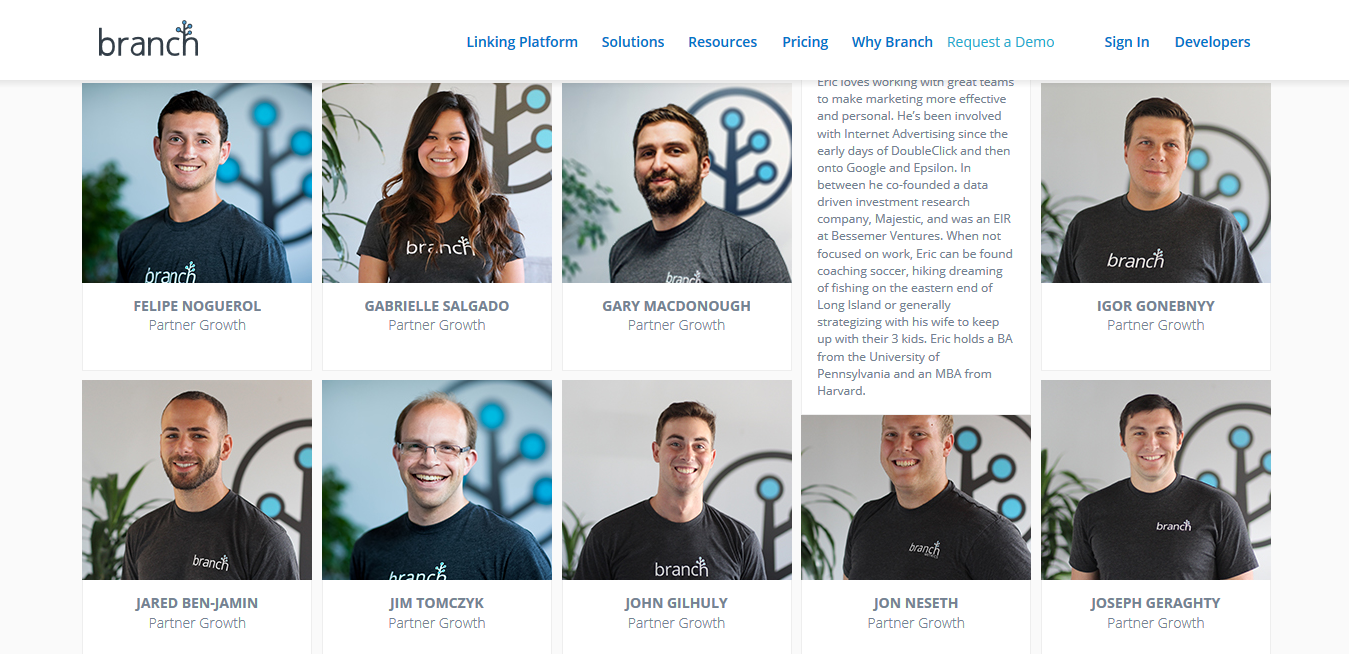 branch
Linking Platform Solutions Resources Pricing Why Branch Request a Demo Sign In Developers
Eric loves working with great teams
to make marketing more effective
and personal. He’s been involved
with Internet Advertising since the
early days of DoubleClick and then
onto Google and Epsilon. In
between he co-founded a data
driven investment research
company, Majestic, and was an EIR
at Bessemer Ventures. When not
focused on work, Eric can be found
coaching soccer, hiking dreaming
of fishing on the eastern end of
Long Island or generally
strategizing with his wife to keep
up with their 3 kids. Eric holds a BA
from the University of
Pennsylvania and an MBA from
Harvard.
branch
branch
branch
branch
FELIPE NOGUEROL
Partner Growth
GABRIELLE SALGADO
Partner Growth
GARY MACDONOUGH
Partner Growth
IGOR GONEBNYY
Partner Growth
branch
branch
branch
branch
branch
JARED BEN-JAMIN
Partner Growth
JIM TOMCZYK
Partner Growth
JOHN GILHULY
Partner Growth
JON NESETH
Partner Growth
JOSEPH GERAGHTY
Partner Growth